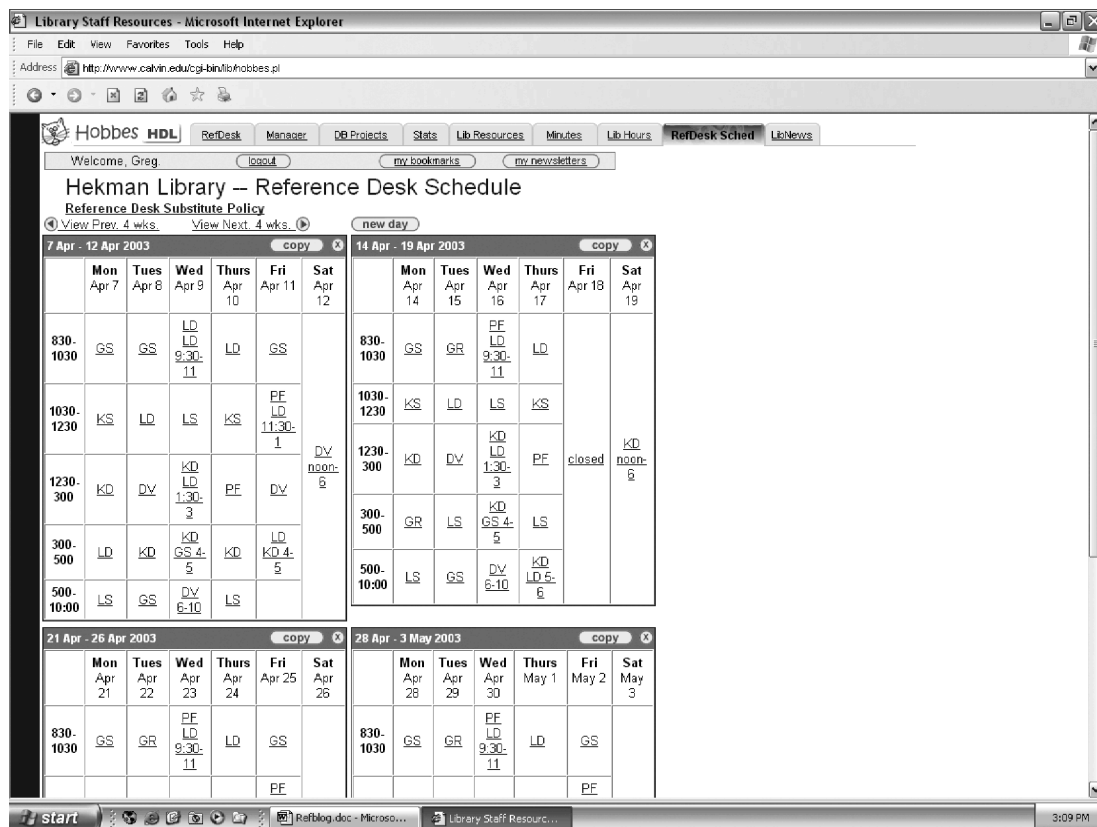 Library Staff Resources - Microsoft Internet Explorer
File Edit View Favorites Tools Help
Address http://www.calvin.edu/cgi-bin/lib/hobbes.pl
Hobbes HDL RefDesk Manager DB Projects Stats Lib Resources Minutes Lib Hours RefDesk Sched LibNews
Welcome, Greg. logout my bookmarks my newsletters
Hekman Library -- Reference Desk Schedule
Reference Desk Substitute Policy
View Prev. 4 wks. View Next. 4 wks. new day
7 Apr - 12 Apr 2003 copy x
Mon Tues Wed Thurs Fri Sat
Apr 7 Apr 8 Apr 9 Apr Apr 11 Apr
10 12
LD
830- LD
1030 GS GS 9:30- LD GS
11
PF
1030- LD
1230 KS LD LS KS 11:30-
1
DV
noon-
6
KD
1230- LD
300 KD DV 1:30- PF DV
3
300- KD LD
500 LD KD GS 4- KD KD 4-
5 5
500- DV
10:00 LS GS 6-10 LS
14 Apr - 19 Apr 2003 copy x
Mon Tues Wed Thurs Fri Sat
Apr Apr Apr Apr Apr 18 Apr
14 15 16 17 19
PF
830- LD
1030 GS GR 9:30- LD
11
1030-
1230 KS LD LS KS
KD
1230- LD
300 KD DV 1:30- PF closed
3
KD
noon-
6
300- KD
500 GR LS GS 4- LS
5
500- DV KD
10:00 LS GS 6-10 LD 5-
6
21 Apr - 26 Apr 2003 copy x
Mon Tues Wed Thurs Fri Sat
Apr Apr Apr Apr Apr 25 Apr
21 22 23 24 26
PF
830- LD
1030 GS GR 9:30- LD GS
11
PF
28 Apr - 3 May 2003 copy x
Mon Tues Wed Thurs Fri Sat
Apr Apr Apr May 1 May 2 May
28 29 30 3
PF
830- LD
1030 GS GR 9:30- LD GS
11
PF
start Refblog.doc - Microso... Library Staff Resourc... 3:09 PM